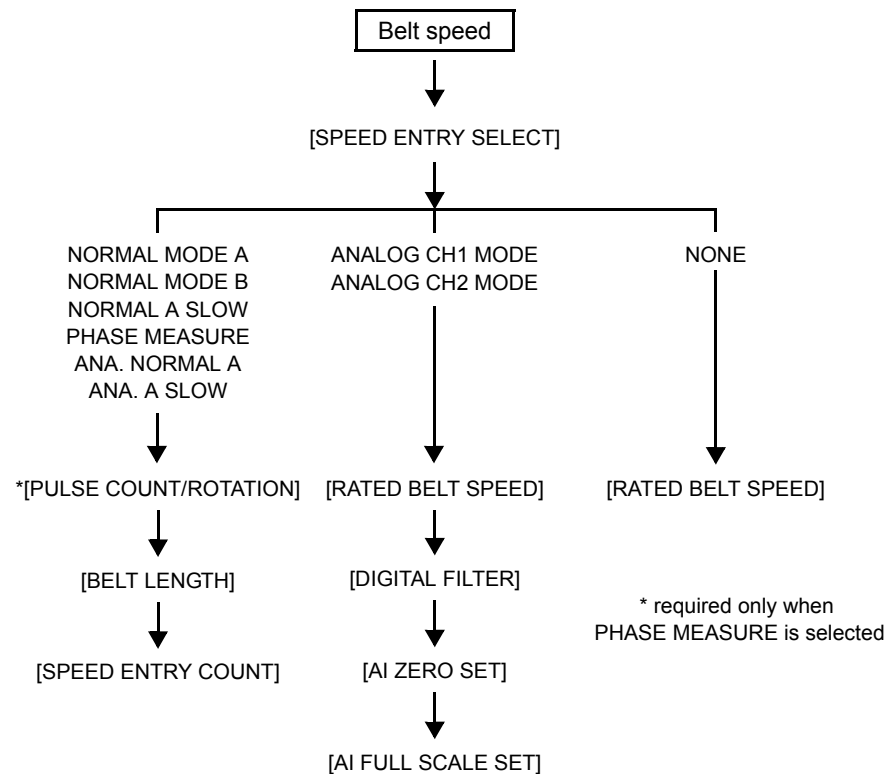 Belt speed
[SPEED ENTRY SELECT]
NORMAL MODE A
NORMAL MODE B
NORMAL A SLOW
PHASE MEASURE
ANA. NORMAL A
ANA. A SLOW
ANALOG CH1 MODE
ANALOG CH2 MODE
NONE
*[PULSE COUNT/ROTATION]
[BELT LENGTH]
[SPEED ENTRY COUNT]
[RATED BELT SPEED]
[DIGITAL FILTER]
[AI ZERO SET]
[AI FULL SCALE SET]
[RATED BELT SPEED]
* required only when
PHASE MEASURE is selected